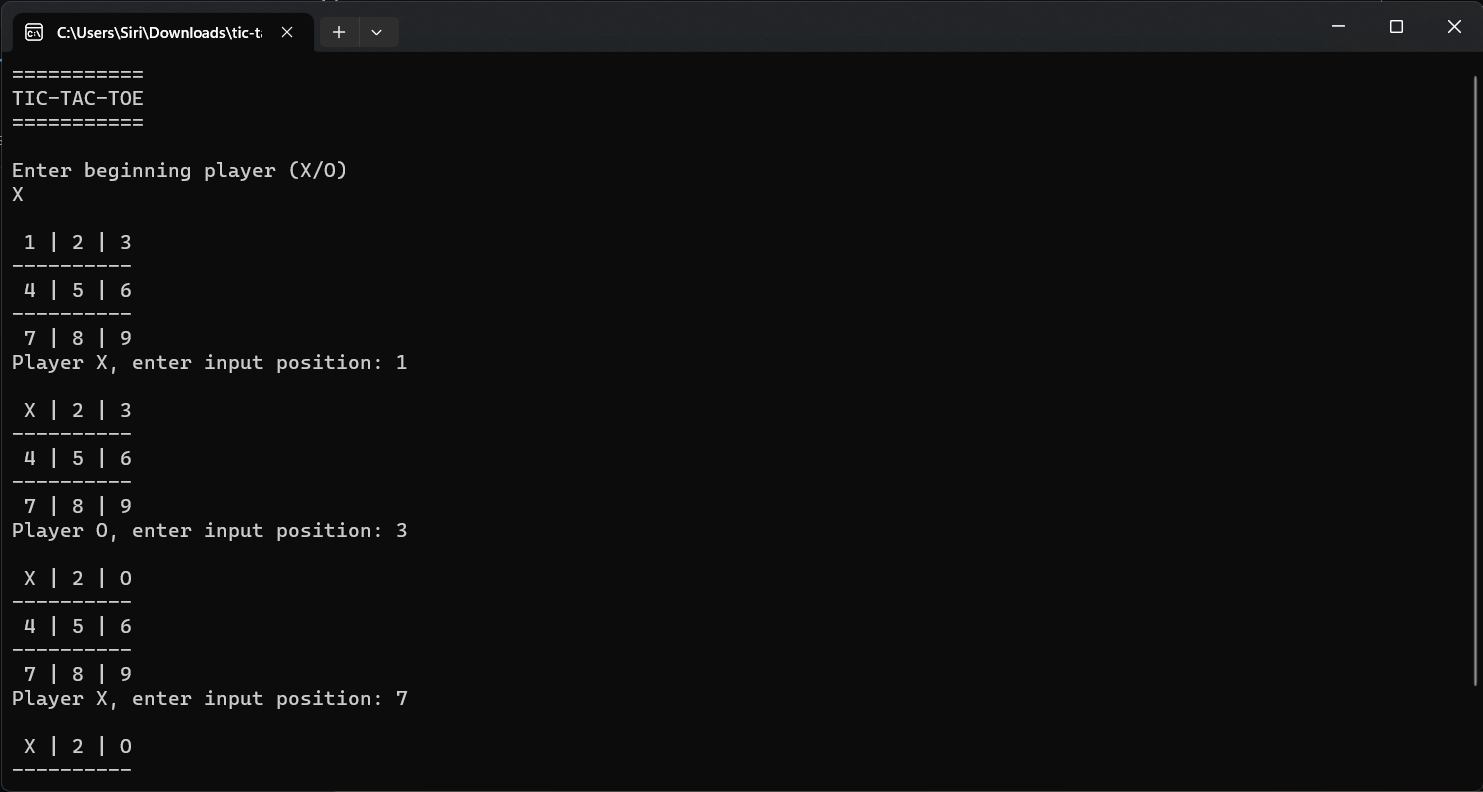 C:\Users\Siri\Downloads\tic-ta
===========
TIC-TAC-TOE
===========
Enter beginning player (X/O)
X
 1 | 2 | 3
----------
 4 | 5 | 6
----------
 7 | 8 | 9
Player X, enter input position: 1
 X | 2 | 3
----------
 4 | 5 | 6
----------
 7 | 8 | 9
Player O, enter input position: 3
 X | 2 | O
----------
 4 | 5 | 6
----------
 7 | 8 | 9
Player X, enter input position: 7
 X | 2 | O
----------